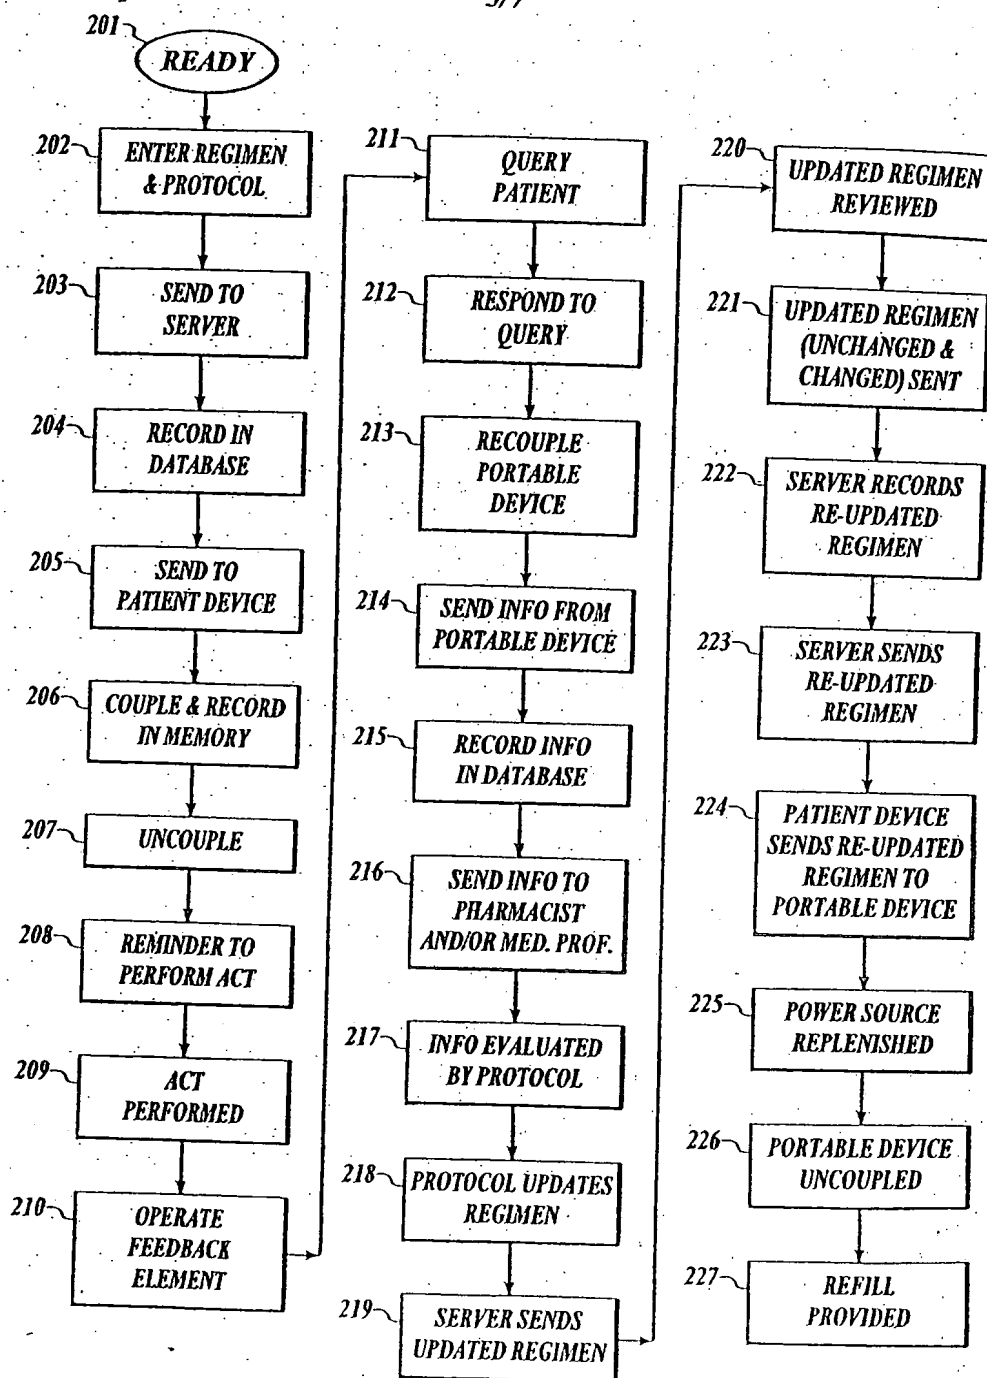 3/7
201
READY
202
ENTER REGIMEN
& PROTOCOL
203
SEND TO
SERVER
204
RECORD IN
DATABASE
205
SEND TO
PATIENT DEVICE
206
COUPLE & RECORD
IN MEMORY
207
UNCOUPLE
208
REMINDER TO
PERFORM ACT
209
ACT
PERFORMED
210
OPERATE
FEEDBACK
ELEMENT
211
QUERY
PATIENT
212
RESPOND TO
QUERY
213
RECOUPLE
PORTABLE
DEVICE
214
SEND INFO FROM
PORTABLE DEVICE
215
RECORD INFO
IN DATABASE
216
SEND INFO TO
PHARMACIST
AND/OR MED. PROF.
217
INFO EVALUATED
BY PROTOCOL
218
PROTOCOL UPDATES
REGIMEN
219
SERVER SENDS
UPDATED REGIMEN
220
UPDATED REGIMEN
REVIEWED
221
UPDATED REGIMEN
(UNCHANGED &
CHANGED) SENT
222
SERVER RECORDS
RE-UPDATED
REGIMEN
223
SERVER SENDS
RE-UPDATED
REGIMEN
224
PATIENT DEVICE
SENDS RE-UPDATED
REGIMEN TO
PORTABLE DEVICE
225
POWER SOURCE
REPLENISHED
226
PORTABLE DEVICE
UNCOUPLED
227
REFILL
PROVIDED